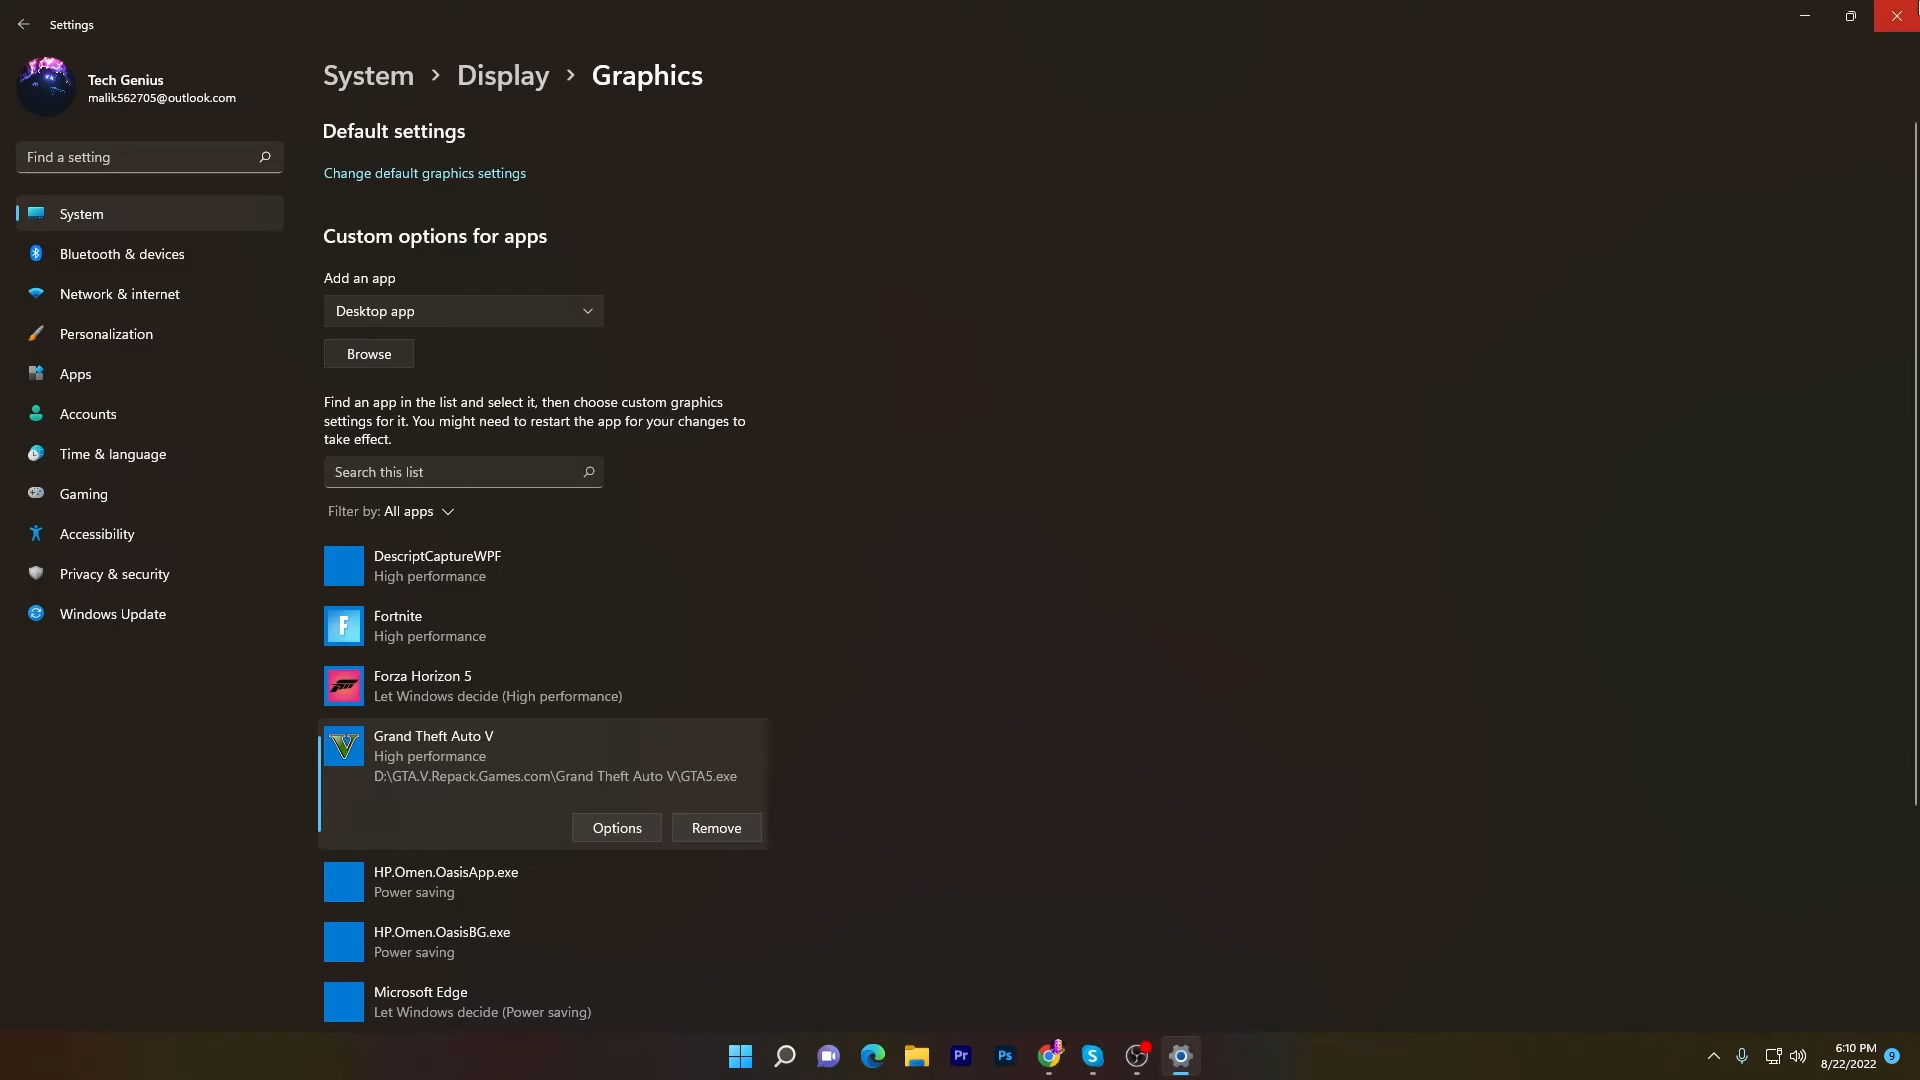 Settings
Tech Genius
malik562705@outlook.com
Find a setting
System
Bluetooth & devices
Network & internet
Personalization
Apps
Accounts
Time & language
Gaming
Accessibility
Privacy & security
Windows Update
System > Display > Graphics
Default settings
Change default graphics settings
Custom options for apps
Add an app
Desktop app
Browse
Find an app in the list and select it, then choose custom graphics
settings for it. You might need to restart the app for your changes to
take effect.
Search this list
Filter by: All apps
DescriptCaptureWPF
High performance
F
Fortnite
High performance
Forza Horizon 5
Let Windows decide (High performance)
V
Grand Theft Auto V
High performance
D:\GTA.V.Repack.Games.com\Grand Theft Auto V\GTA5.exe
Options
Remove
HP.Omen.OasisApp.exe
Power saving
HP.Omen.OasisBG.exe
Power saving
Microsoft Edge
Let Windows decide (Power saving)
Pr
Ps
S
6:10 PM
8/22/2022
9